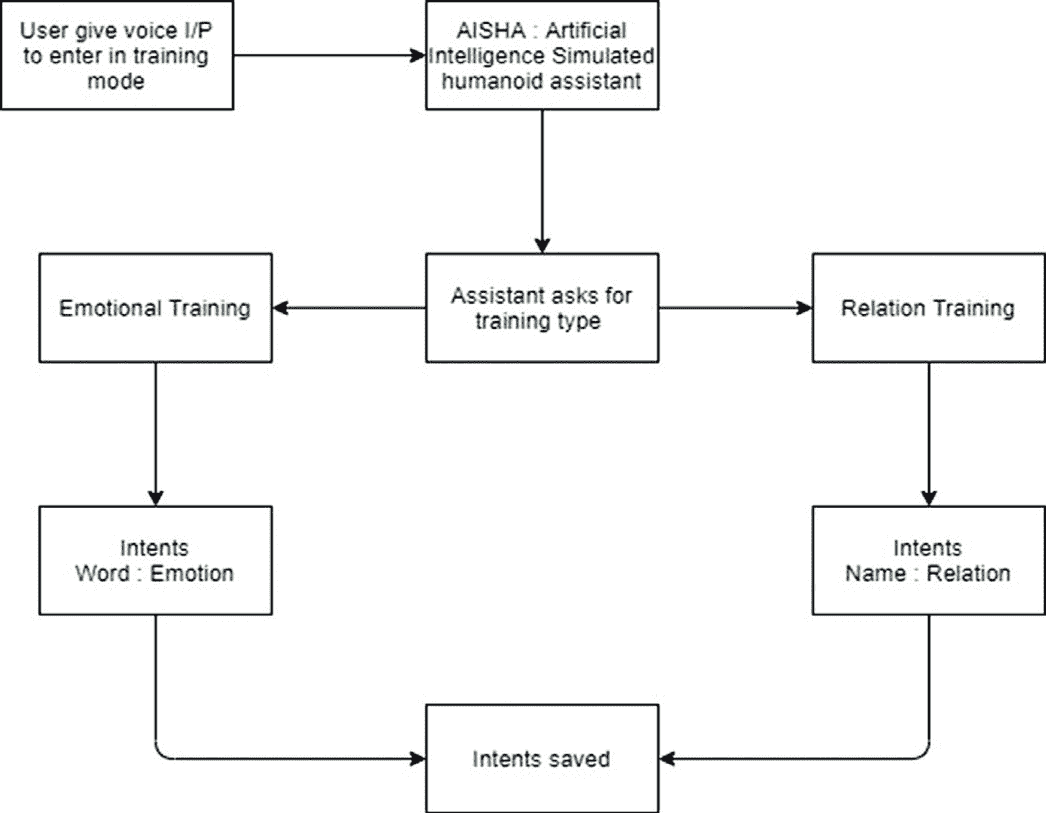 User give voice I/P
to enter in training
mode
AISHA : Artificial
Intelligence Simulated
humanoid assistant
Emotional Training
Assistant asks for
training type
Relation Training
Intents
Word : Emotion
Intents
Name : Relation
Intents saved